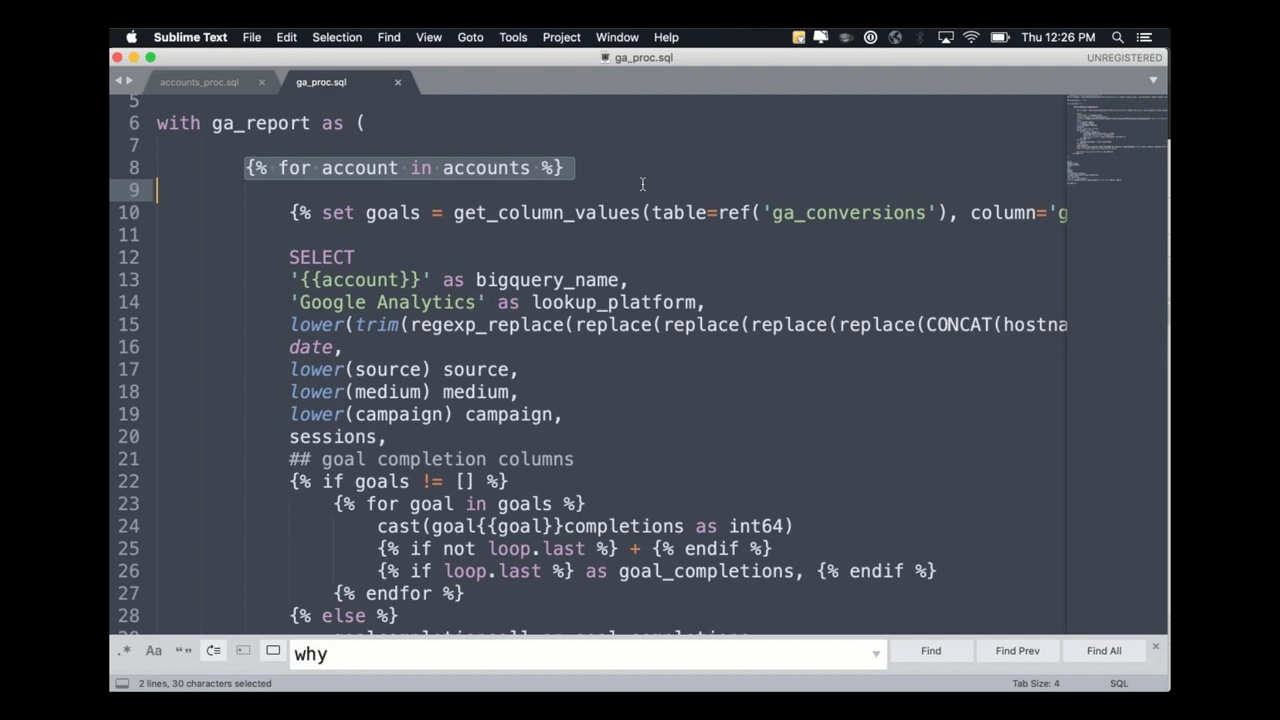 Sublime Text File Edit Selection Find View Goto Tools Project Window Help Thu 12:26 PM
ga_proc.sql UNREGISTERED
accounts_proc.sql ga_proc.sql
5
6 with ga_report as (
7
8 {% for account in accounts %}
9
10 {% set goals = get_column_values(table=ref('ga_conversions'), column='g
11
12 SELECT
13 '{{account}}' as bigquery_name,
14 'Google Analytics' as lookup_platform,
15 lower(trim(regexp_replace(replace(replace(replace(replace(CONCAT(hostna
16 date,
17 lower(source) source,
18 lower(medium) medium,
19 lower(campaign) campaign,
20 sessions,
21 ## goal completion columns
22 {% if goals != [] %}
23 {% for goal in goals %}
24 cast(goal{{goal}}completions as int64)
25 {% if not loop.last %} + {% endif %}
26 {% if loop.last %} as goal_completions, {% endif %}
27 {% endfor %}
28 {% else %}
.* Aa “” why Find Find Prev Find All
2 lines, 30 characters selected Tab Size: 4 SQL